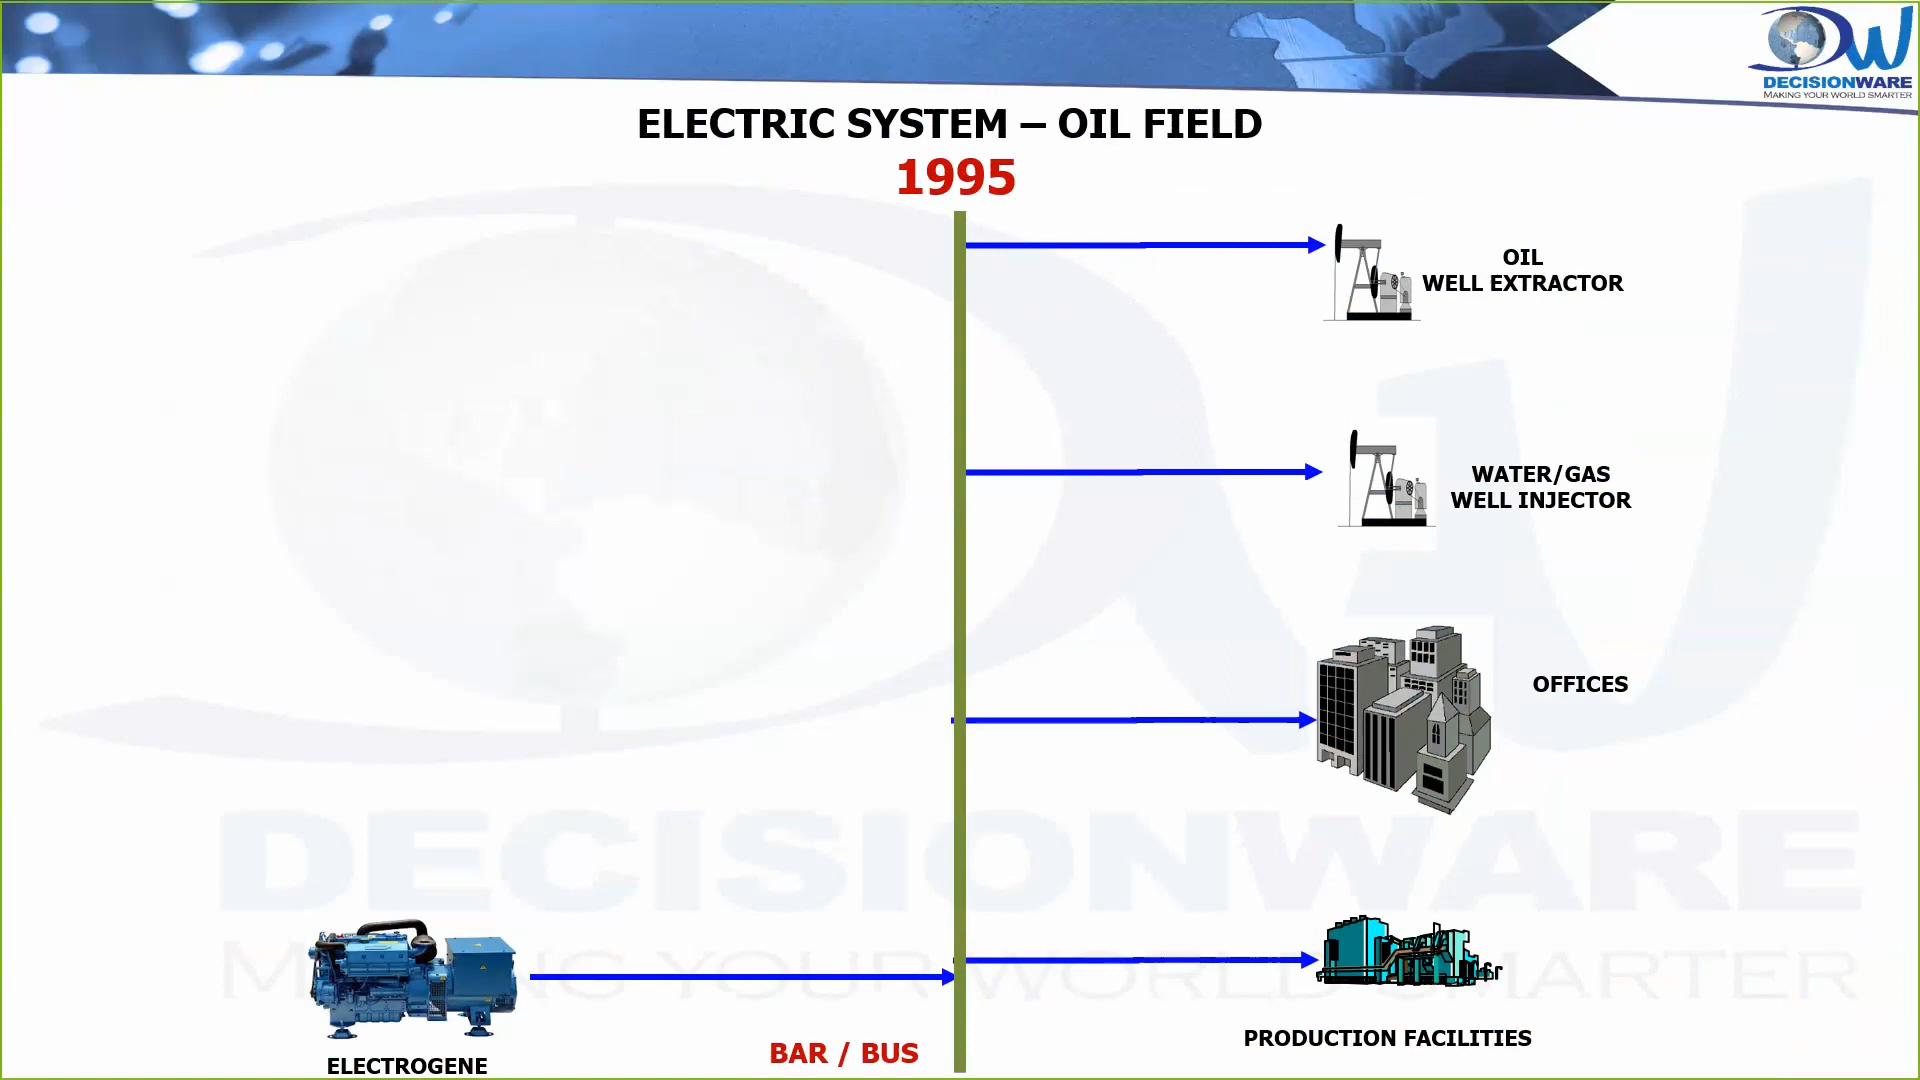 DW
DECISIONWARE
MAKING YOUR WORLD SMARTER
ELECTRIC SYSTEM – OIL FIELD
1995
OIL
WELL EXTRACTOR
WATER/GAS
WELL INJECTOR
OFFICES
DECISIONWARE
MAKING YOUR WORLD SMARTER
PRODUCTION FACILITIES
BAR / BUS
ELECTROGENE